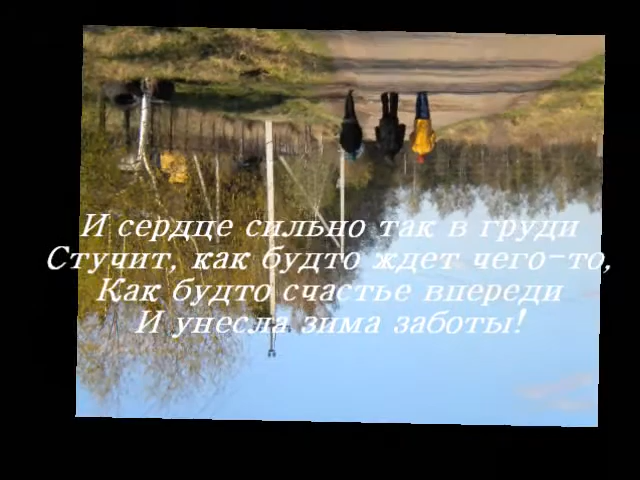 И сердце сильно так в груди
Стучит, как будто ждет чего-то,
Как будто счастье впереди
И унесла зима заботы!